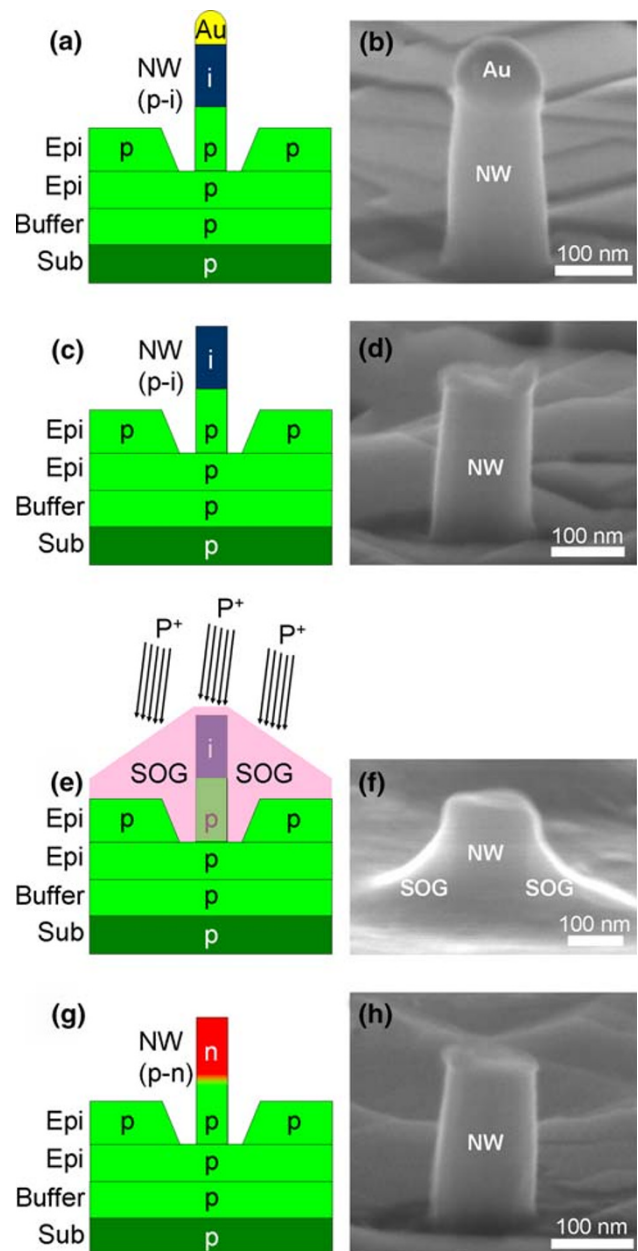 (a)
Au
NW
(p-i)
i
Epi p p p
Epi p
Buffer p
Sub p
(b)
Au
NW
100 nm
(c)
NW
(p-i)
i
Epi p p p
Epi p
Buffer p
Sub p
(d)
NW
100 nm
P+ P+ P+
(e)
i
SOG SOG
Epi p p p
Epi p
Buffer p
Sub p
(f)
NW
SOG SOG
100 nm
(g)
NW
(p-n)
n
Epi p p p
Epi p
Buffer p
Sub p
(h)
NW
100 nm